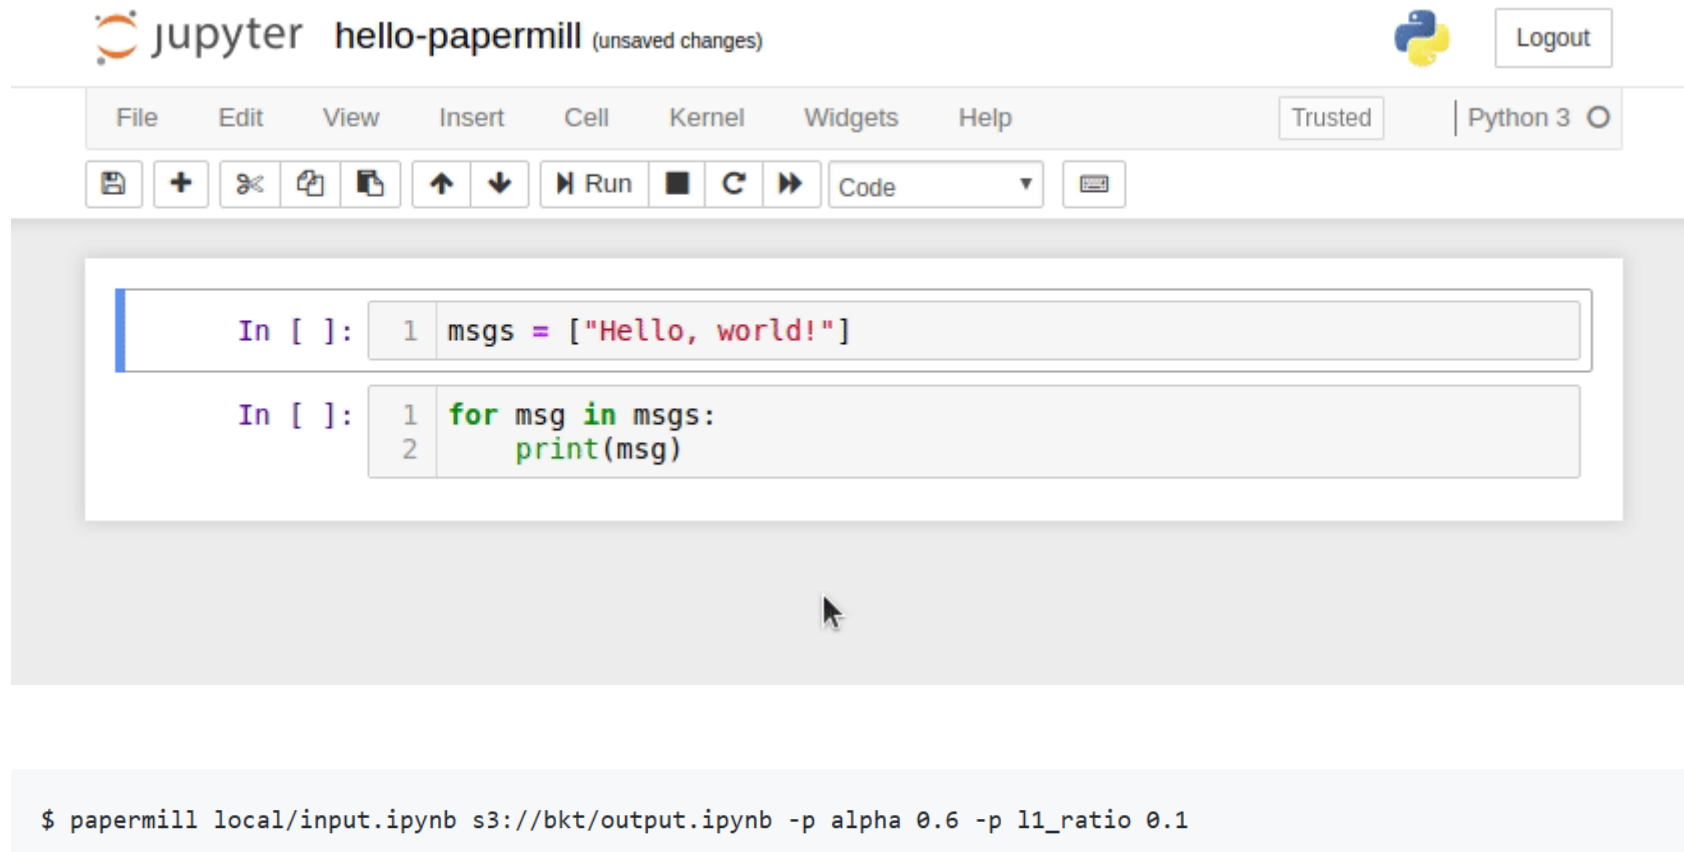 jupyter hello-papermill (unsaved changes) Logout
File Edit View Insert Cell Kernel Widgets Help Trusted Python 3
Run Code
In [ ]: 1 msgs = ["Hello, world!"]
In [ ]: 1 for msg in msgs:
2 print(msg)
$ papermill local/input.ipynb s3://bkt/output.ipynb -p alpha 0.6 -p l1_ratio 0.1